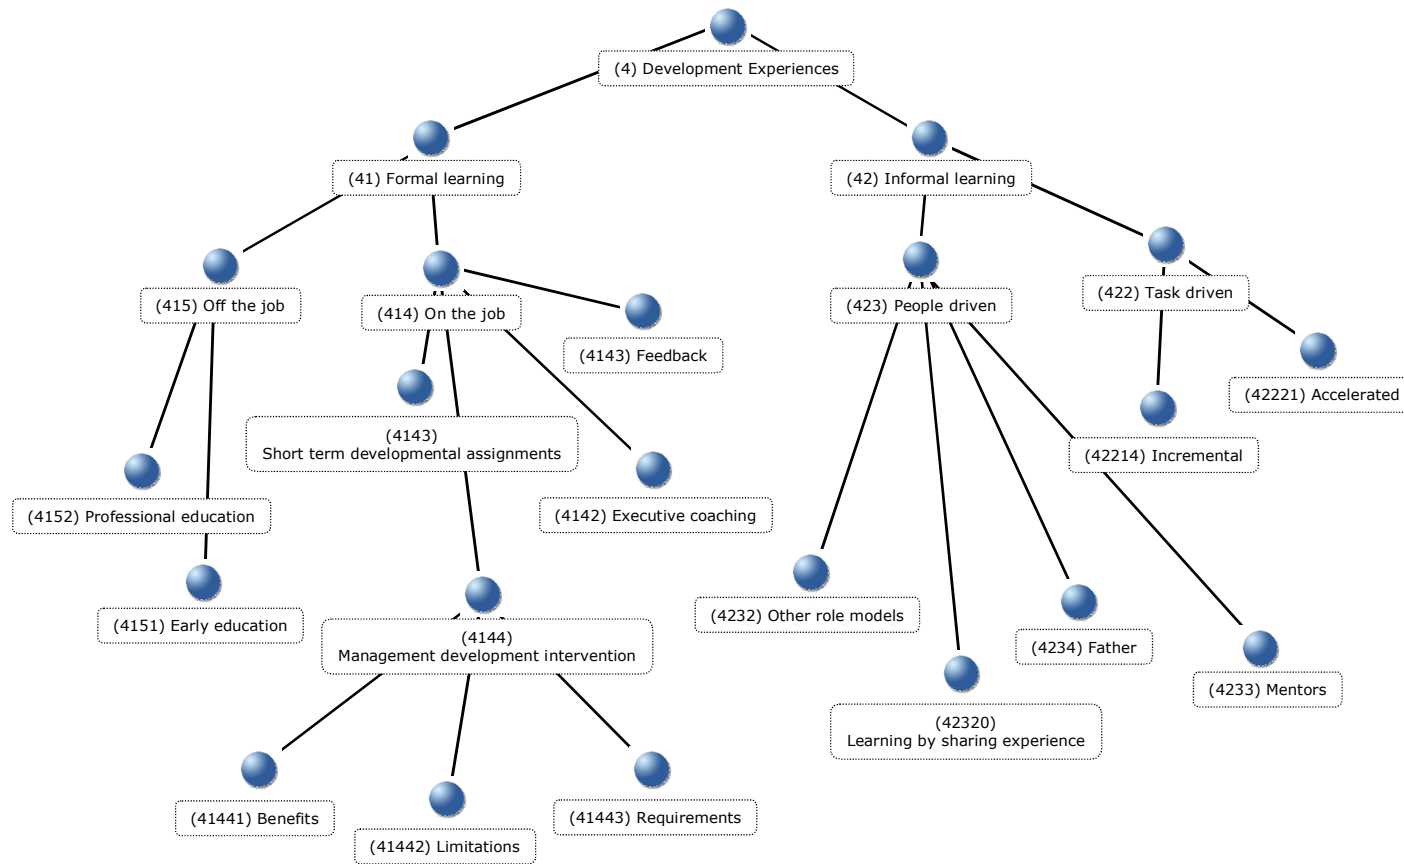 (4) Development Experiences
(41) Formal learning
(42) Informal learning
(415) Off the job
(414) On the job
(423) People driven
(422) Task driven
(4143) Feedback
(42221) Accelerated
(4143)
Short term developmental assignments
(42214) Incremental
(4152) Professional education
(4142) Executive coaching
(4151) Early education
(4232) Other role models
(4144)
Management development intervention
(4234) Father
(4233) Mentors
(42320)
Learning by sharing experience
(41441) Benefits
(41443) Requirements
(41442) Limitations